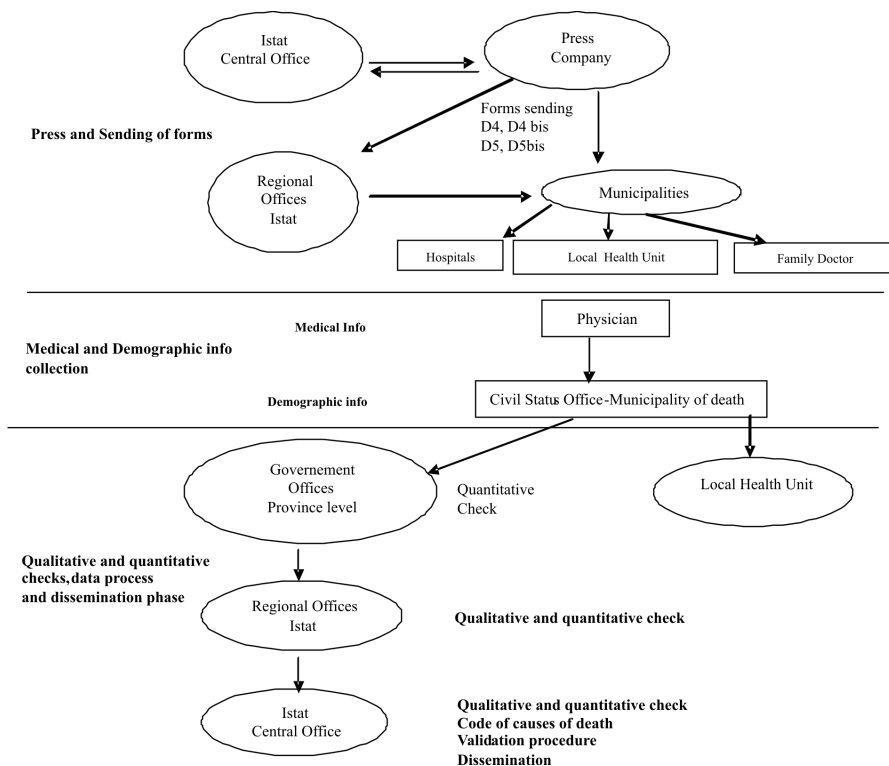 Istat
Central Office
Press
Company
Forms sending
D4, D4 bis
D5, D5bis
Press and Sending of forms
Regional
Offices
Istat
Municipalities
Hospitals
Local Health Unit
Family Doctor
Medical Info
Physician
Medical and Demographic info
collection
Demographic info
Civil Status Office-Municipality of death
Governement
Offices
Province level
Quantitative
Check
Local Health Unit
Qualitative and quantitative
checks,data process
and dissemination phase
Regional Offices
Istat
Qualitative and quantitative check
Istat
Central Office
Qualitative and quantitative check
Code of causes of death
Validation procedure
Dissemination